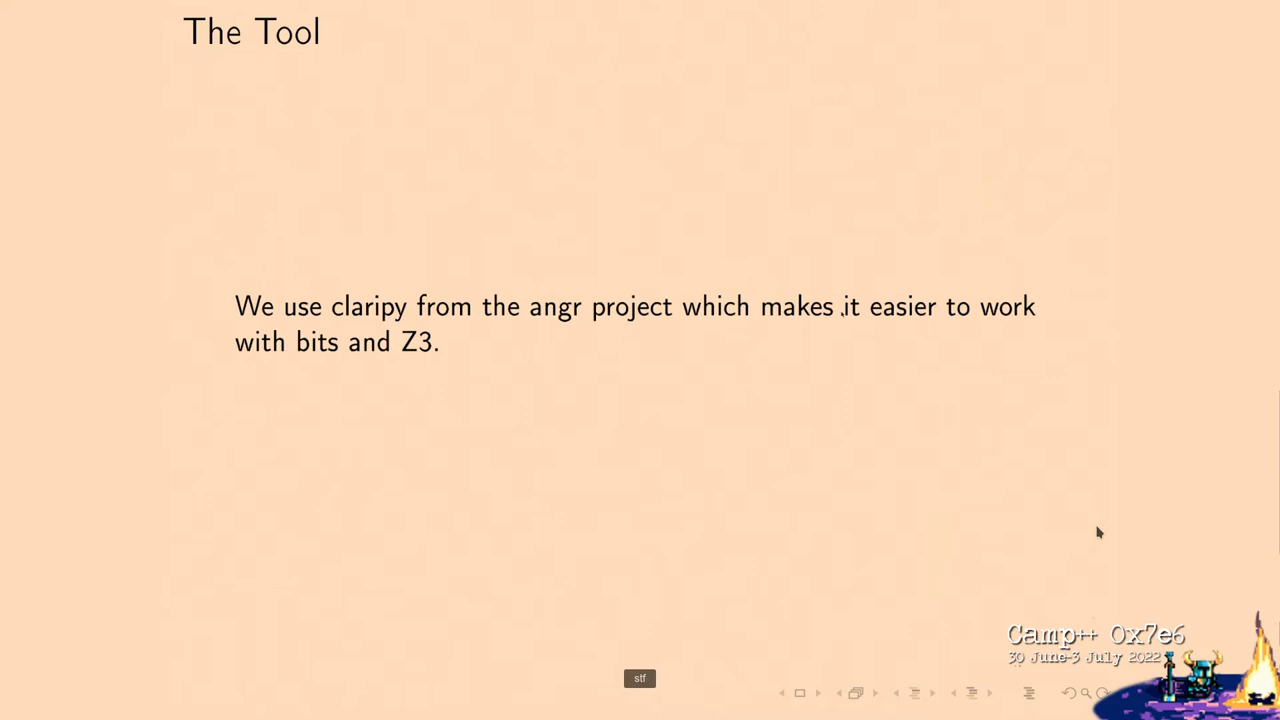 The Tool
We use claripy from the angr project which makes it easier to work
with bits and Z3.
Camp++ 0x7e6
30 June-3 July 2022
stf